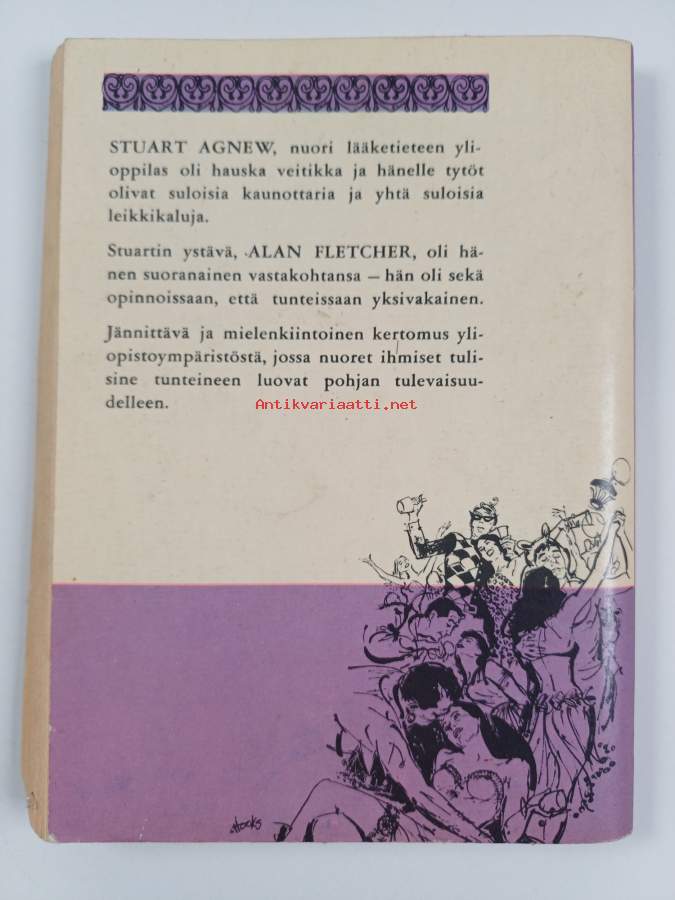 STUART AGNEW, nuori lääketieteen yli-
oppilas oli hauska veitikka ja hänelle tytöt
olivat suloisia kaunottaria ja yhtä suloisia
leikkikaluja.
Stuartin ystävä, ALAN FLETCHER, oli hä-
nen suoranainen vastakohtansa – hän oli sekä
opinnoissaan, että tunteissaan yksivakainen.
Jännittävä ja mielenkiintoinen kertomus yli-
opistoympäristöstä, jossa nuoret ihmiset tuli-
sine tunteineen luovat pohjan tulevaisuu-
delleen.
Antikvariaatti.net
Hooks